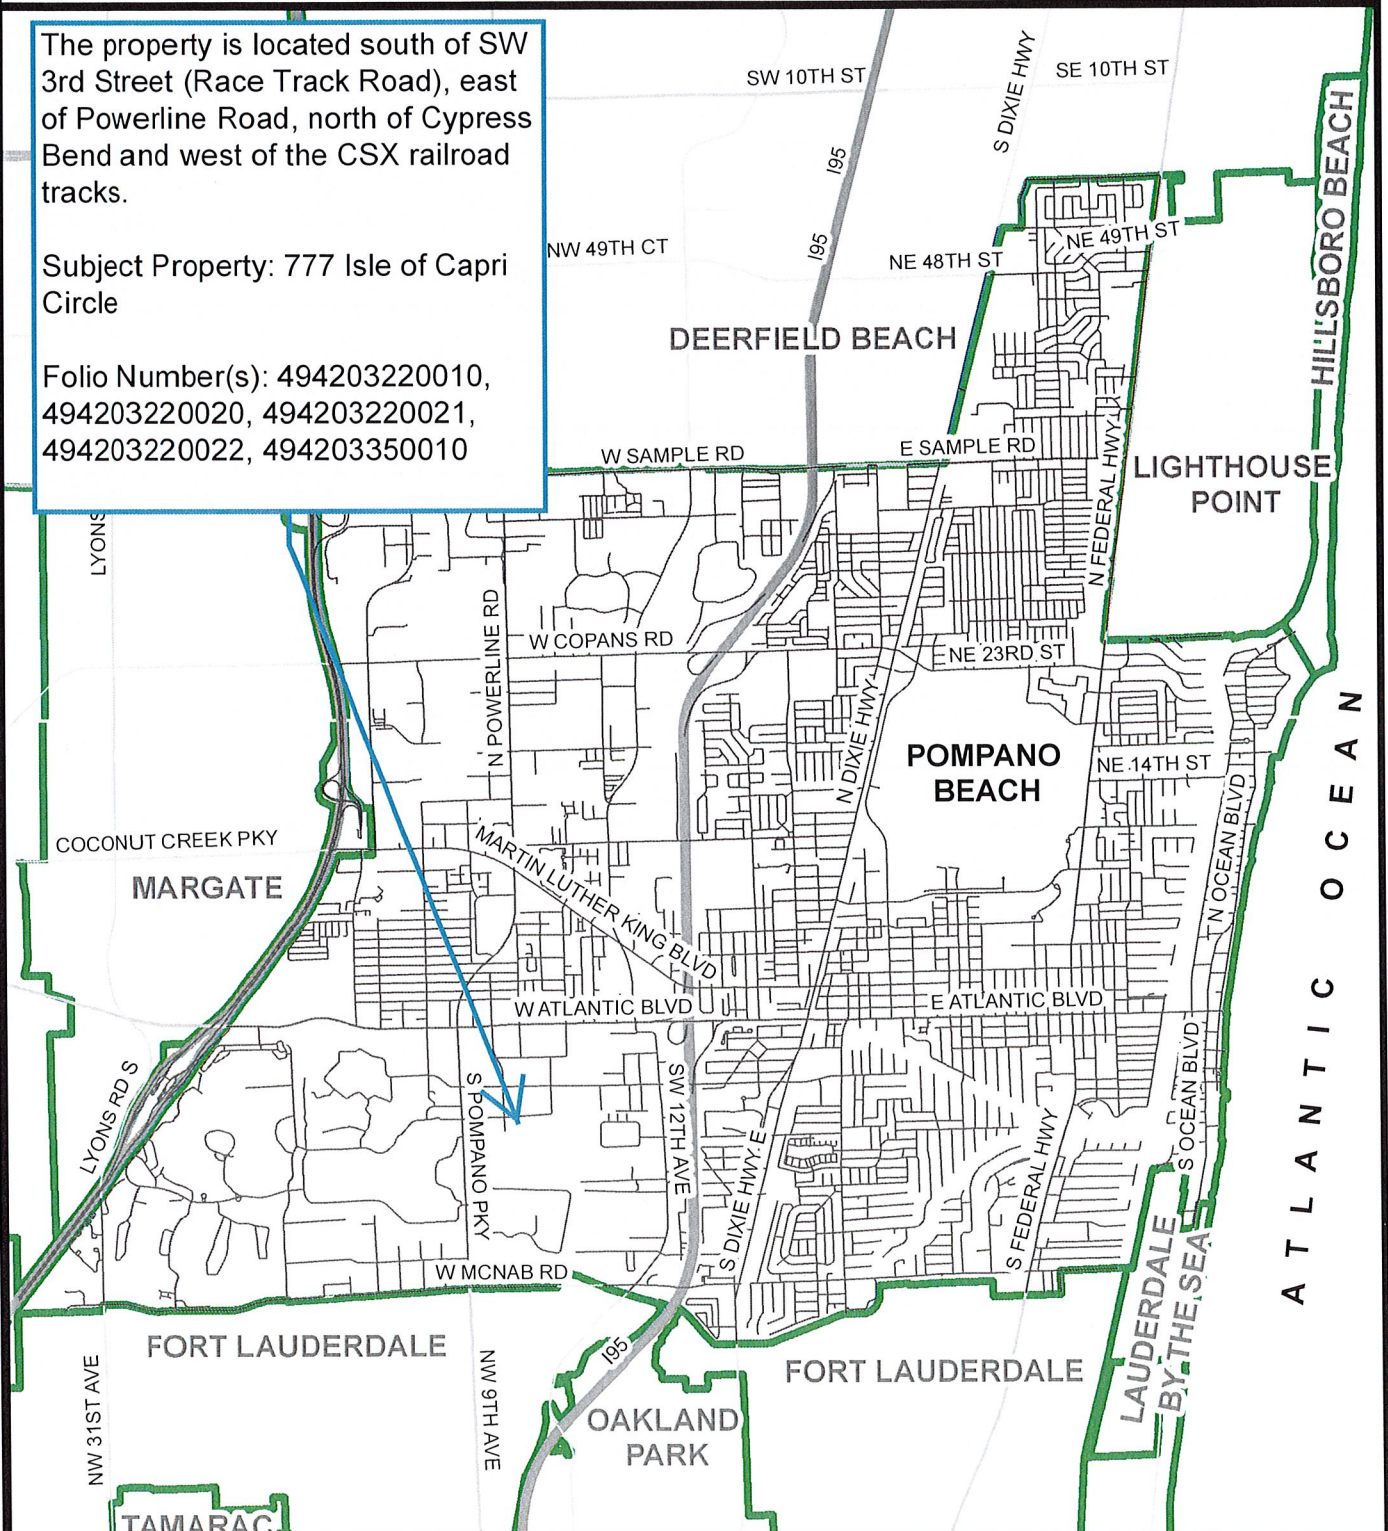 The property is located south of SW
3rd Street (Race Track Road), east
of Powerline Road, north of Cypress
Bend and west of the CSX railroad
tracks.
Subject Property: 777 Isle of Capri
Circle
Folio Number(s): 494203220010,
494203220020, 494203220021,
494203220022, 494203350010
SW 10TH ST
S DIXIE HWY
SE 10TH ST
HILLSBORO BEACH
I95
I95
NW 49TH CT
NE 48TH ST
NE 49TH ST
DEERFIELD BEACH
W SAMPLE RD
E SAMPLE RD
N FEDERAL HWY
LIGHTHOUSE
POINT
LYONS
N POWERLINE RD
W COPANS RD
NE 23RD ST
N DIXIE HWY
POMPANO
BEACH
NE 14TH ST
N OCEAN BLVD
ATLANTIC OCEAN
COCONUT CREEK PKY
MARGATE
MARTIN LUTHER KING BLVD
W ATLANTIC BLVD
E ATLANTIC BLVD
S OCEAN BLVD
LYONS RD S
S POMPANO PKY
SW 12TH AVE
S DIXIE HWY E
S FEDERAL HWY
W MCNAB RD
LAUDERDALE
BY THE SEA
FORT LAUDERDALE
I95
FORT LAUDERDALE
NW 31ST AVE
NW 9TH AVE
OAKLAND
PARK
TAMARAC